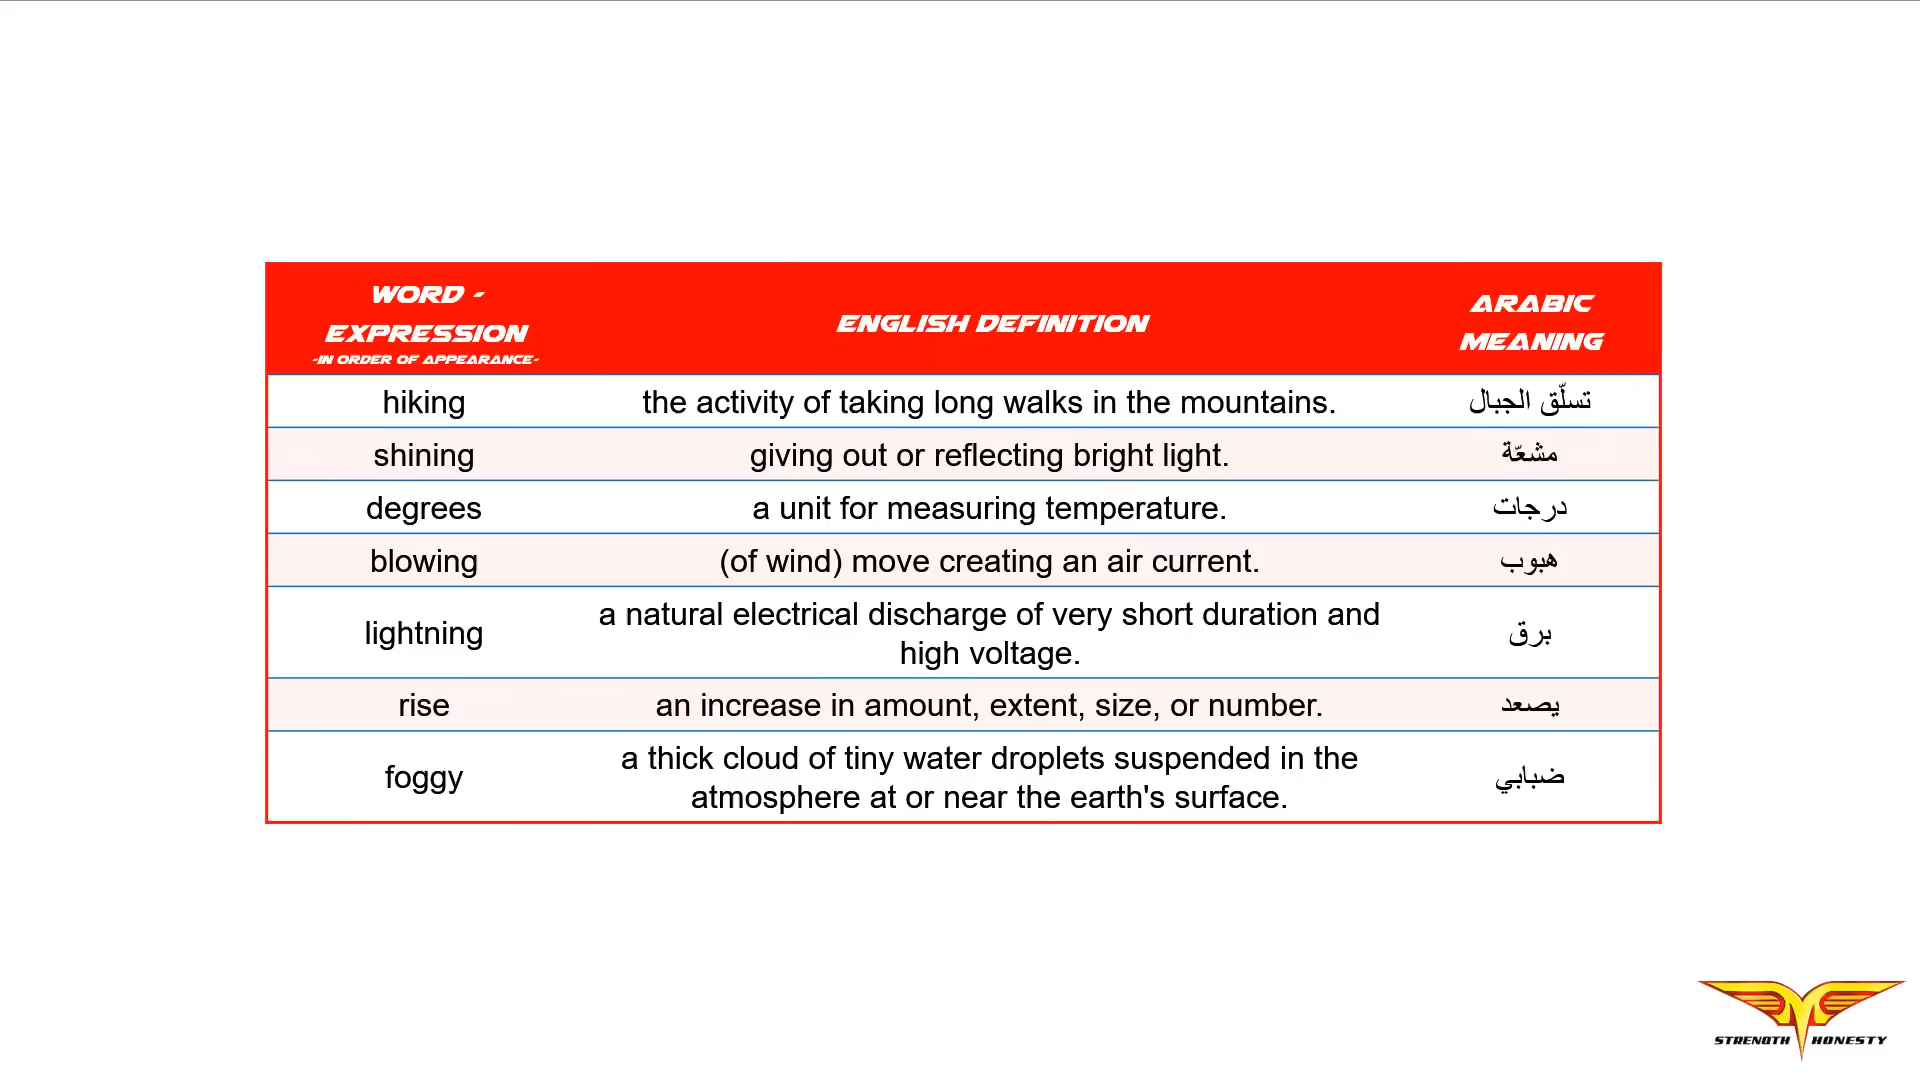 WORD -
EXPRESSION
-IN ORDER OF APPEARANCE-
ENGLISH DEFINITION
ARABIC
MEANING
hiking
the activity of taking long walks in the mountains.
تسلّق الجبال
shining
giving out or reflecting bright light.
مشعّة
degrees
a unit for measuring temperature.
درجات
blowing
(of wind) move creating an air current.
هبوب
lightning
a natural electrical discharge of very short duration and
high voltage.
برق
rise
an increase in amount, extent, size, or number.
يصعد
foggy
a thick cloud of tiny water droplets suspended in the
atmosphere at or near the earth's surface.
ضبابي
STRENGTH HONESTY